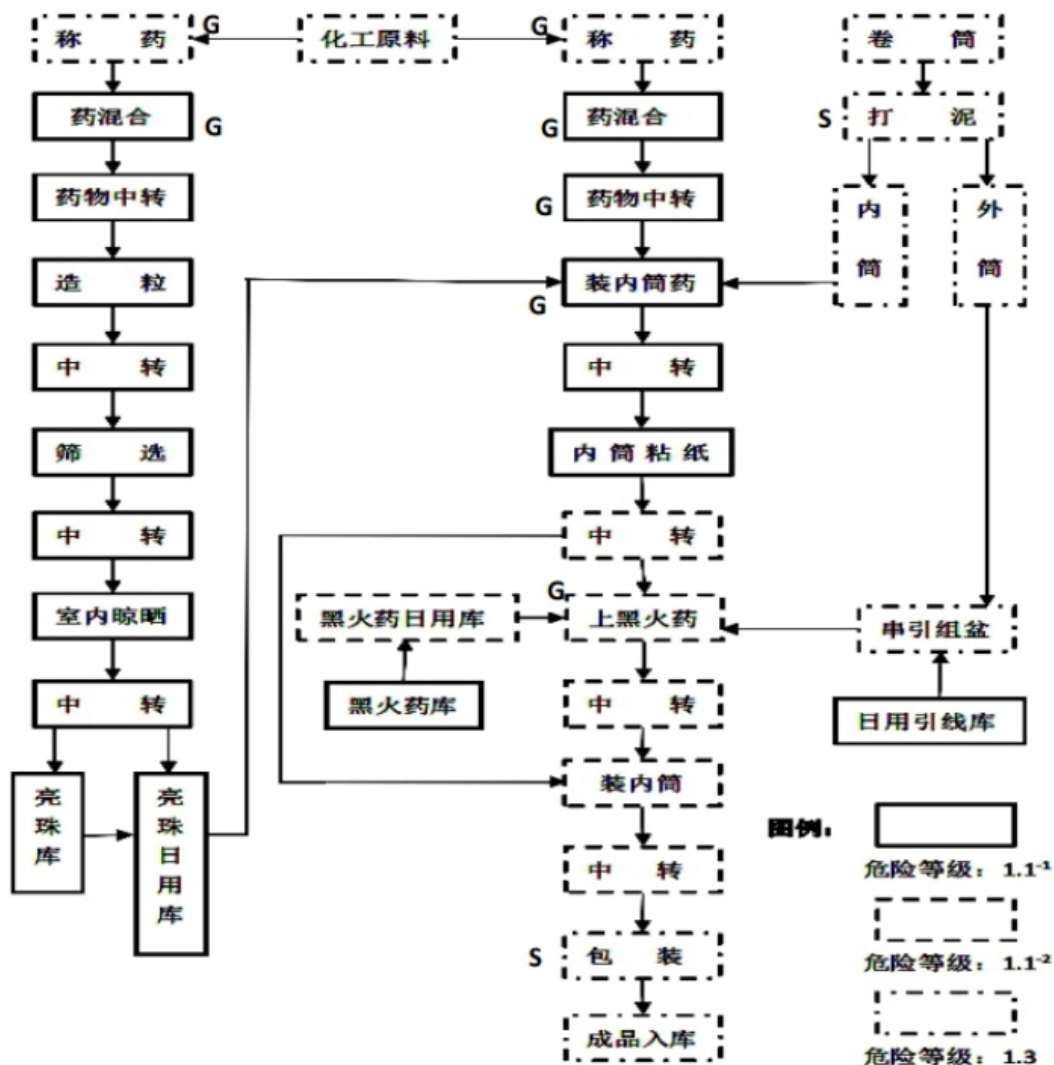 称 药
G
化工原料
G
称 药
卷 筒
药混合
G
G
药混合
S
打 泥
药物中转
G
药物中转
内筒
外筒
造 粒
装内筒药
G
中 转
中 转
筛 选
内筒粘纸
中 转
中 转
室内晾晒
黑火药日用库
G
上黑火药
串引组盆
中 转
黑火药库
中 转
日用引线库
亮珠库
亮珠日用库
装内筒
图例:
危险等级:1.1-1
中 转
危险等级:1.1-2
S
包 装
成品入库
危险等级:1.3